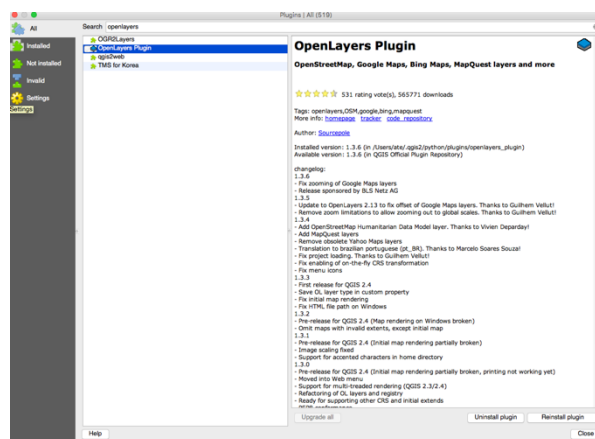 Plugins | All (519)
All
Installed
Not installed
Invalid
Settings
Settings
Search openlayers
OGR2Layers
OpenLayers Plugin
qgis2web
TMS for Korea
OpenLayers Plugin
OpenStreetMap, Google Maps, Bing Maps, MapQuest layers and more
531 rating vote(s), 565771 downloads
Tags: openlayers,OSM,google,bing,mapquest
More info: homepage tracker code_repository
Author: Sourcepole
Installed version: 1.3.6 (in /Users/ate/.qgis2/python/plugins/openlayers_plugin)
Available version: 1.3.6 (in QGIS Official Plugin Repository)
changelog:
1.3.6
- Fix zooming of Google Maps layers
- Release sponsored by BLS Netz AG
1.3.5
- Update to OpenLayers 2.13 to fix offset of Google Maps layers. Thanks to Guilhem Vellut!
- Remove zoom limitations to allow zooming out to global scales. Thanks to Guilhem Vellut!
1.3.4
- Add OpenStreetMap Humanitarian Data Model layer. Thanks to Vivien Deparday!
- Add MapQuest layers
- Remove obsolete Yahoo Maps layers
- Translation to brazilian portuguese (pt_BR). Thanks to Marcelo Soares Souza!
- Fix project loading. Thanks to Guilhem Vellut!
- Fix enabling of on-the-fly CRS transformation
- Fix menu icons
1.3.3
- First release for QGIS 2.4
- Save OL layer type in custom property
- Fix initial map rendering
- Fix HTML file path on Windows
1.3.2
- Pre-release for QGIS 2.4 (Map rendering on Windows broken)
- Omit maps with invalid extents, except initial map
1.3.1
- Pre-release for QGIS 2.4 (Initial map rendering partially broken)
- Image scaling fixed
- Support for accented characters in home directory
1.3.0
- Pre-release for QGIS 2.4 (Initial map rendering partially broken, printing not working yet)
- Moved into Web menu
- Support for multi-treaded rendering (QGIS 2.3/2.4)
- Refactoring of OL layers and registry
- Ready for supporting other CRS and initial extends
Upgrade all
Uninstall plugin
Reinstall plugin
Help
Close